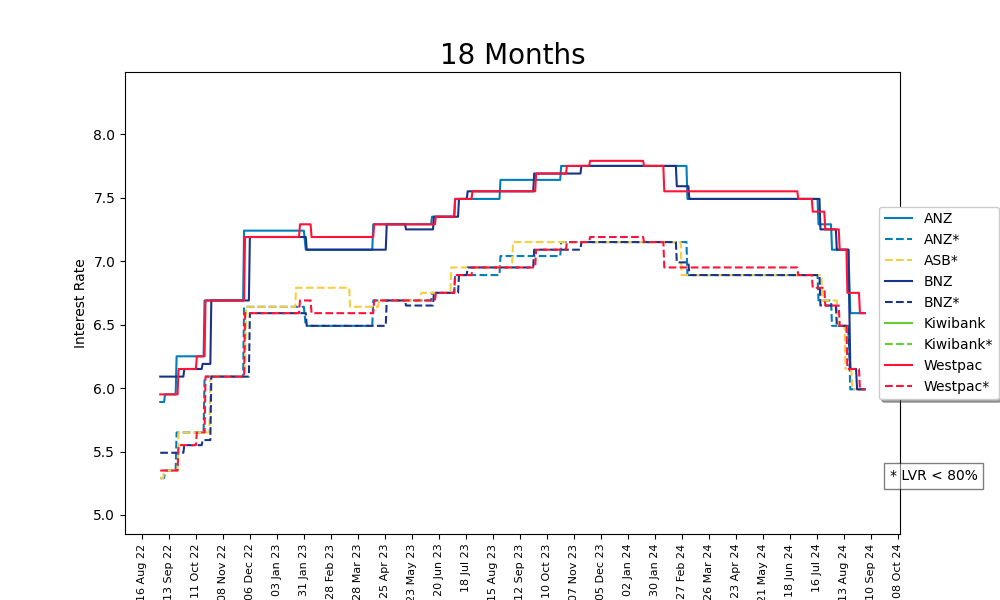 18 Months
Interest Rate
8.0
7.5
7.0
6.5
6.0
5.5
5.0
16 Aug 22
13 Sep 22
11 Oct 22
08 Nov 22
06 Dec 22
03 Jan 23
31 Jan 23
28 Feb 23
28 Mar 23
25 Apr 23
23 May 23
20 Jun 23
18 Jul 23
15 Aug 23
12 Sep 23
10 Oct 23
07 Nov 23
05 Dec 23
02 Jan 24
30 Jan 24
27 Feb 24
26 Mar 24
23 Apr 24
21 May 24
18 Jun 24
16 Jul 24
13 Aug 24
10 Sep 24
08 Oct 24
ANZ
ANZ*
ASB*
BNZ
BNZ*
Kiwibank
Kiwibank*
Westpac
Westpac*
* LVR < 80%